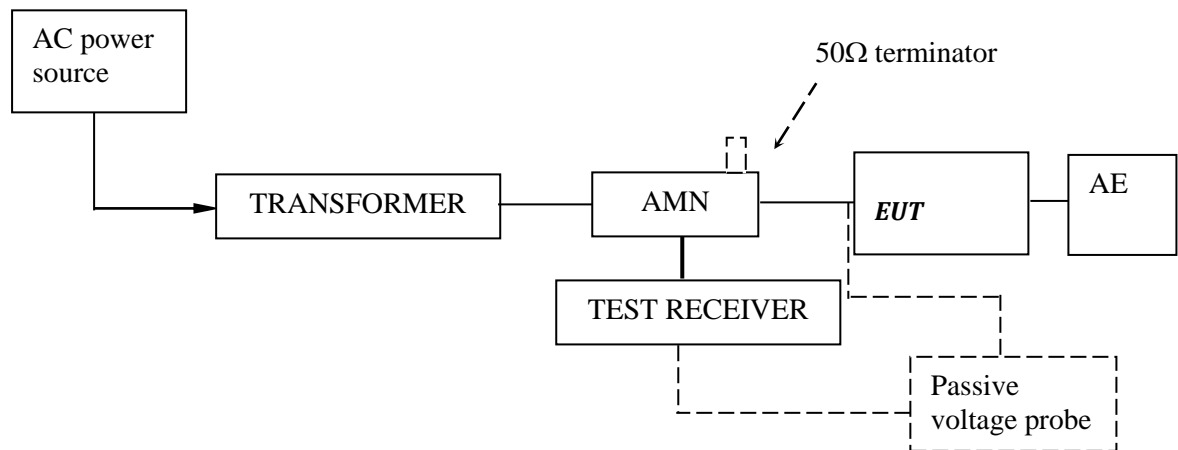 AC power
source
50Ω terminator
TRANSFORMER
AMN
EUT
AE
TEST RECEIVER
Passive
voltage probe